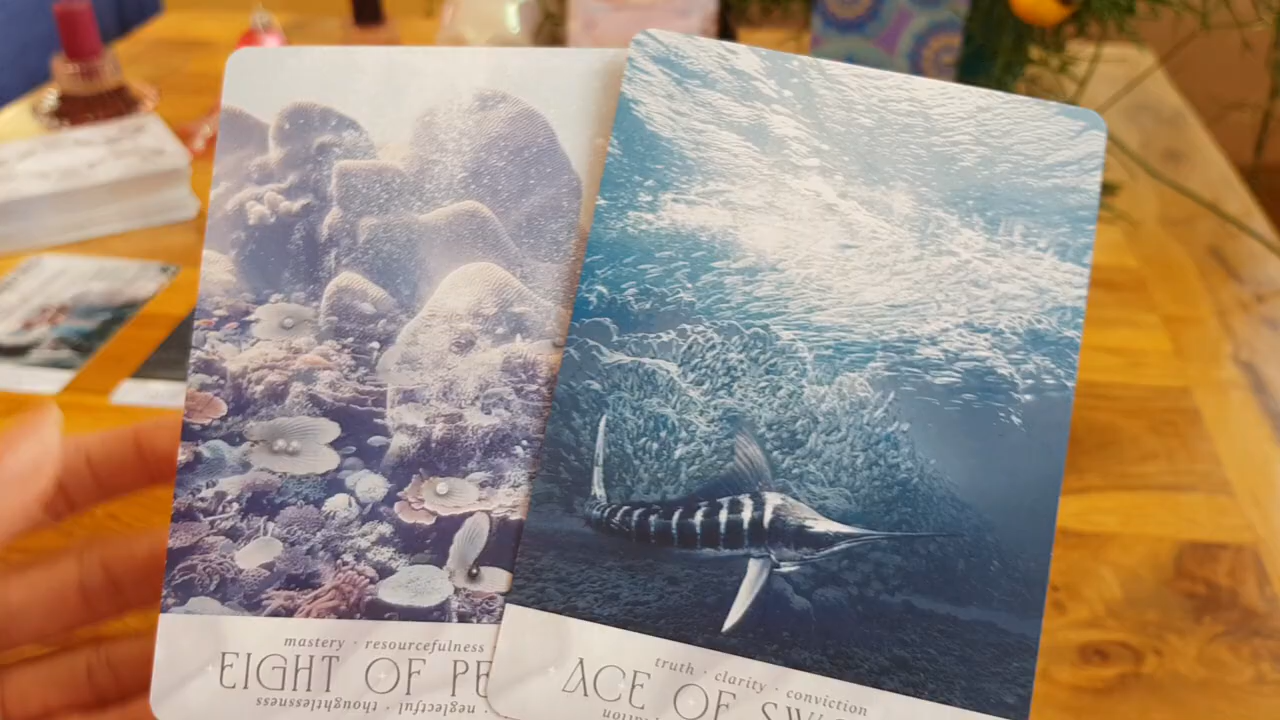 mastery · resourcefulness
EIGHT OF PE
neglectful · thoughtlessness
truth · clarity · conviction
ACE OF SW